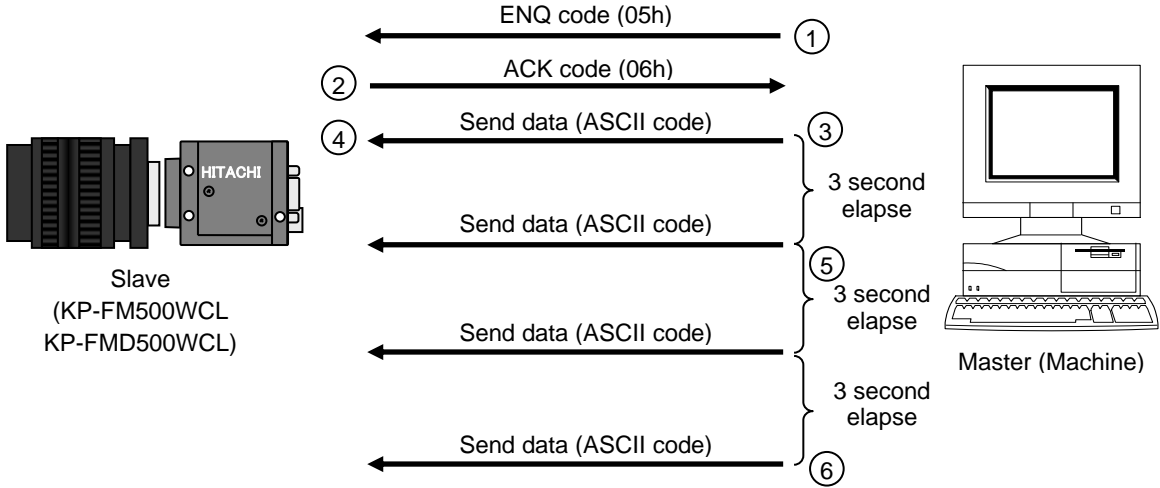 ENQ code (05h)
①
ACK code (06h)
②
Send data (ASCII code)
③
④
HITACHI
3 second
elapse
Send data (ASCII code)
⑤
Slave
(KP-FM500WCL
KP-FMD500WCL)
3 second
elapse
Send data (ASCII code)
Master (Machine)
3 second
elapse
Send data (ASCII code)
⑥